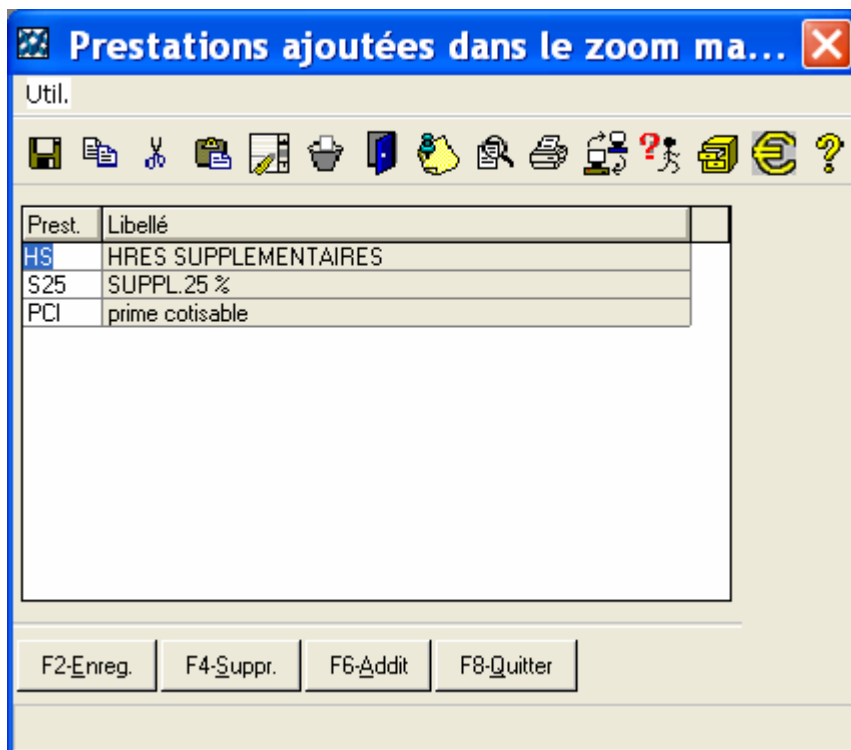 Prestations ajoutées dans le zoom ma...
Util.
Prest. Libellé
HS HRES SUPPLEMENTAIRES
S25 SUPPL.25 %
PCI prime cotisable
F2-Enreg. F4-Suppr. F6-Addit F8-Quitter